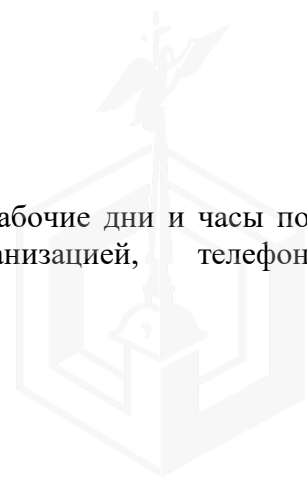 абочие дни и часы по
анизацией, телефон